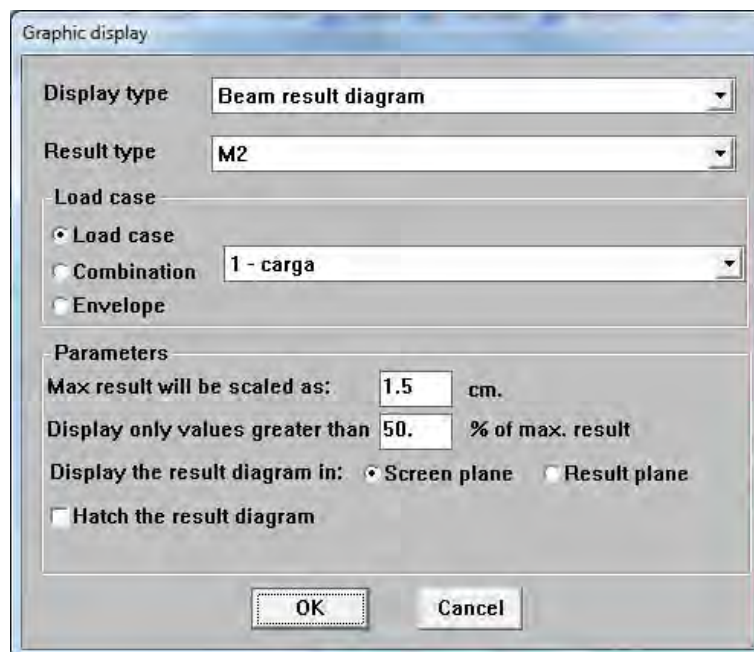 Graphic display
Display type Beam result diagram
Result type M2
Load case
Load case
Combination 1 - carga
Envelope
Parameters
Max result will be scaled as: 1.5 cm.
Display only values greater than 50. % of max. result
Display the result diagram in: Screen plane Result plane
Hatch the result diagram
OK Cancel